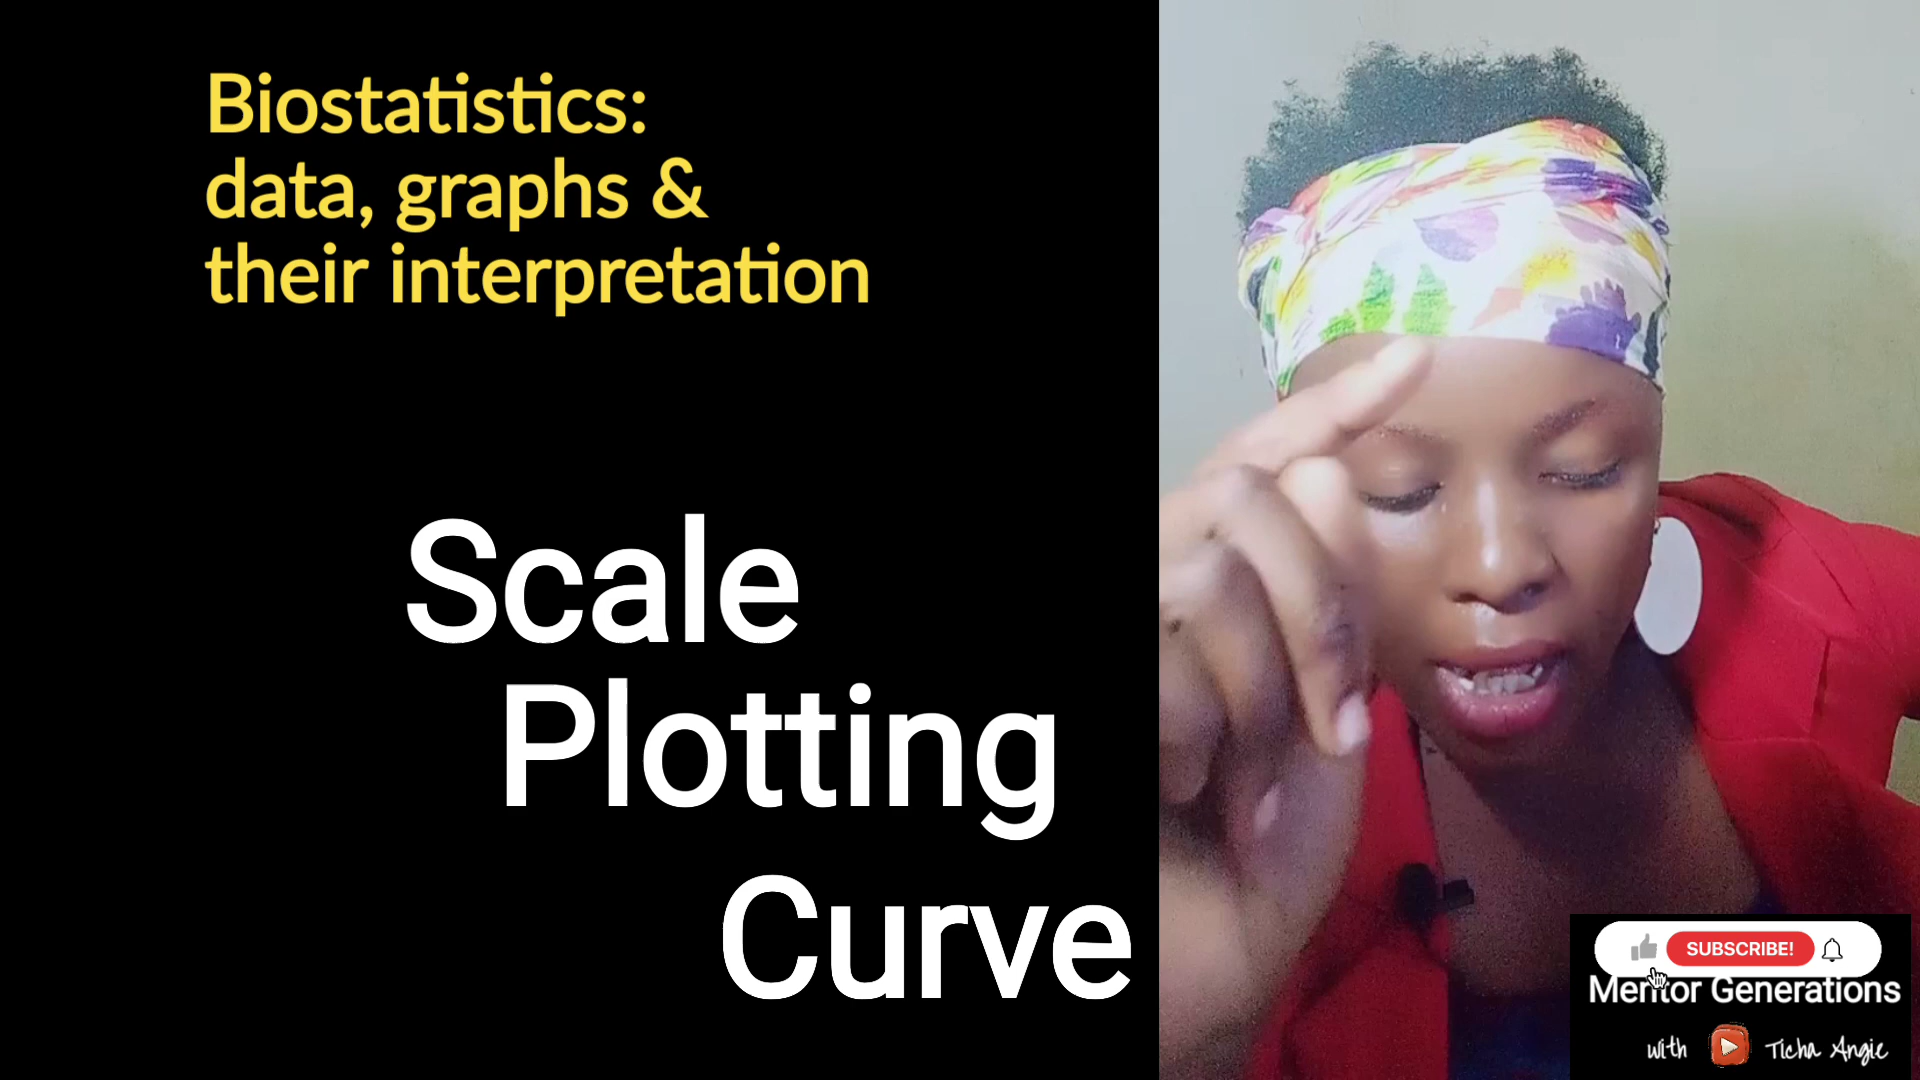 Biostatistics:
data, graphs &
their interpretation
Scale
Plotting
Curve
SUBSCRIBE!
Mentor Generations
with Ticha Angie